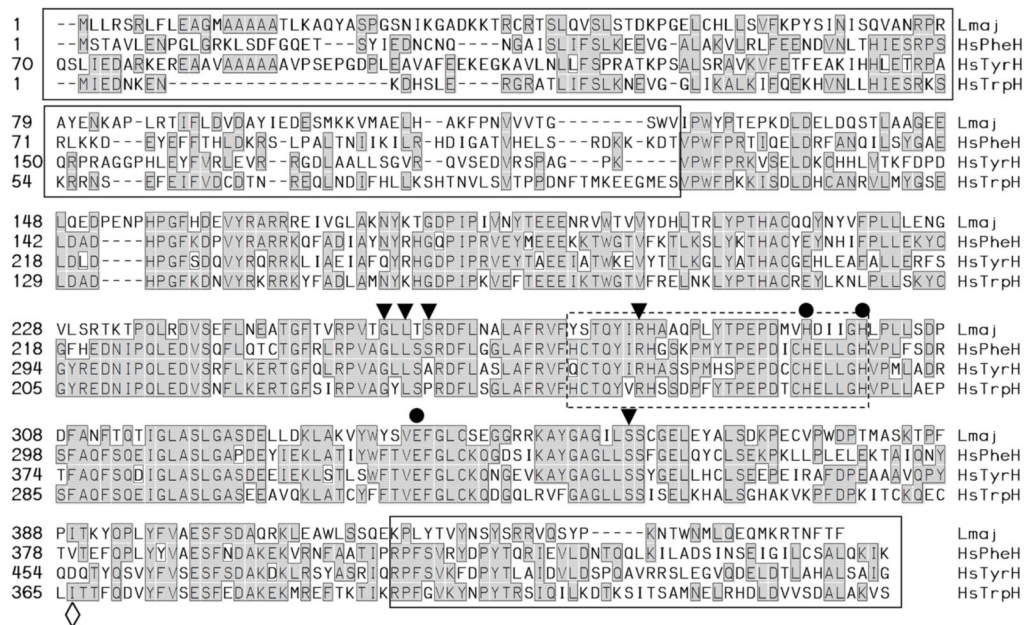 1 --MLLRSRLFLEAGMAAAAATLKAQYASPGSNIKGADKKTRCRTSLQVSLSTDKPGELCHLLSVFKPYSINISQVANRPR Lmaj
1 --MSTAVLENPGLGRKLSDFGQET---SYIEDNCNQ---NGAISLIFSLKEEVG-ALAKVLRLFEENDVNLTHIESRPS HsPheH
70 QSLIEDARKEREAAVAAAAAAVPSEPGDPLEAVAFEEKEGKAVLNLLFSPRATKPSALSRAVKVFETFEAKIHHLETRPA HsTyrH
1 ---MIEDNKEN----------------KDHSLE---RGRATLIFSLKNEVG-GLIKALKIFQEKHVNLLHIESRKS HsTrpH
79 AYENKAP-LRTIFLDVDAYIEDESMKKVMAELH-AKFPNVVVTG-------SWVIPWYPTEPKDLDELDQSTLAAGEE Lmaj
71 RLKKD---EYEFFTHLDKRS-LPALTNIIKILR-HDIGATVHELS---RDKK-KDTVPWFPRTIQELDRFANQILSYGAE HsPheH
150 QRPRAGGPHLEYFVRLEVR-RGDLAALLSGVR-QVSEDVRSPAG---PK-----VPWFPRKVSELDKCHHLVTKFDPD HsTyrH
54 KRRNS---EFEIFVDCDTN--REQLNDIFHLLKSHTNVLSVTPPDNFTMKEEGMESVPWFPKKISDLDHCANRVLMYGSE HsTrpH
148 LQEDPENPHPGFHDEVYRARRREIVGLAKNYKTGDPIPIVNYTEEENRVWTVVYDHLTRLYPTHACQQYNYVFPLLLENG Lmaj
142 LDAD----HPGFKDPVYRARRKQFADIAYNYRHGQPIPRVEYMEEEKKTWGTVFKTLKSLYKTHACYEYNHIFPLLEKYC HsPheH
218 LDLD----HPGFSDQVYRQRRKLIAEIAFQYRHGDPIPRVEYTAEEIATWKEVYTTLKGLYATHACGEHLEAFALLERFS HsTyrH
129 LDAD----HPGFKDNVYRKRRKYFADLAMNYKHGDPIPKVEFTEEEIKTWGTVFRELNKLYPTHACREYLKNLPLLSKYC HsTrpH
228 VLSRTKTPQLRDVSEFLNEATGFTVRPVTGLLTSRDFLNALAFRVFYSTQYIRHAAQPLYTPEPDMVHDIIGHLPLLSDP Lmaj
218 GFHEDNIPQLEDVSQFLQTCTGFRLRPVAGLLSSRDFLGGLAFRVFHCTQYIRHGSKPMYTPEPDICHELLGHVPLFSDR HsPheH
294 GYREDNIPQLEDVSRFLKERTGFQLRPVAGLLSARDFLASLAFRVFQCTQYIRHASSPMHSPEPDCCHELLGHVPMLADR HsTyrH
205 GYREDNIPQLEDVSNFLKERTGFSIRPVAGYLSPRDFLSGLAFRVFHCTQYVRHSSDPFYTPEPDTCHELLGHVPLLAEP HsTrpH
308 DFANFTQTIGLASLGASDELLDKLAKVYWYSVEFGLCSEGGRRKAYGAGILSSCGELEYALSDKPECVPWDPTMASKTPF Lmaj
298 SFAQFSQEIGLASLGAPDEYIEKLATIYWFTVEFGLCKQGDSIKAYGAGLLSSFGELQYCLSEKPKLLPLELEKTAIQNY HsPheH
374 TFAQFSQDIGLASLGASDEEIEKLSTLSWFTVEFGLCKQNGEVKAYGAGLLSSYGELLHCLSEEPEIRAFDPEAAAVQPY HsTyrH
285 SFAQFSQEIGLASLGASEEAVQKLATCYFFTVEFGLCKQDGQLRVFGAGLLSSISELKHALSGHAKVKPFDPKITCKQEC HsTrpH
388 PITKYQPLYFVAESFSDAQRKLEAWLSSQEKPLYTVYNSYSRRVQSYP-----KNTWNMLQEQMKRTNFTF Lmaj
378 TVTEFQPLYYVAESFNDAKEKVRNFAATIPRPFSVRYDPYTQRIEVLDNTQQLKILADSINSEIGILCSALQKIK HsPheH
454 QDQTYQSVYFVSESFSDAKDKLRSYASRIQRPFSVKFDPYTLAIDVLDSPQAVRRSLEGVQDELDTLAHALSAIG HsTyrH
365 LITTFQDVYFVSESFEDAKEKMREFTKTIKRPFGVKYNPYTRSIQILKDTKSITSAMNELRHDLDVVSDALAKVS HsTrpH